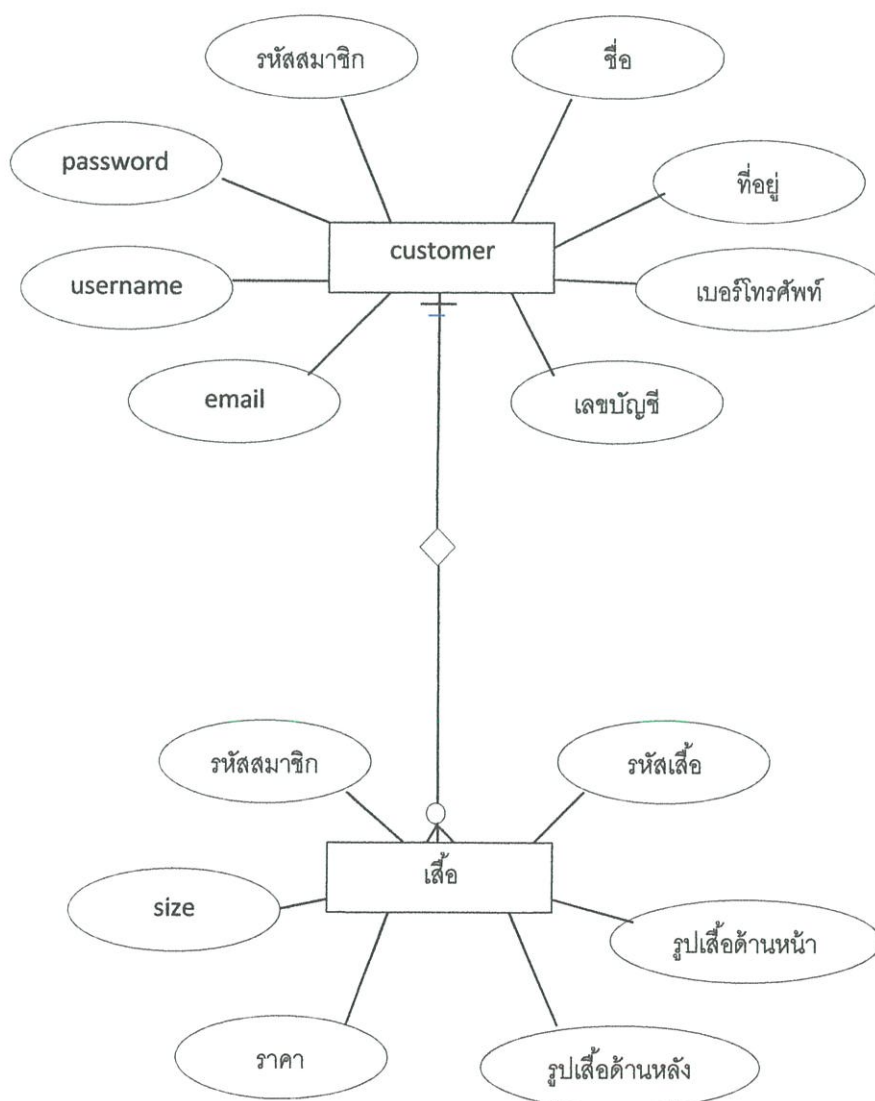 รหัสสมาชิก
ชื่อ
password
ที่อยู่
customer
username
เบอร์โทรศัพท์
email
เลขบัญชี
รหัสสมาชิก
รหัสเสื้อ
เสื้อ
size
รูปเสื้อด้านหน้า
ราคา
รูปเสื้อด้านหลัง